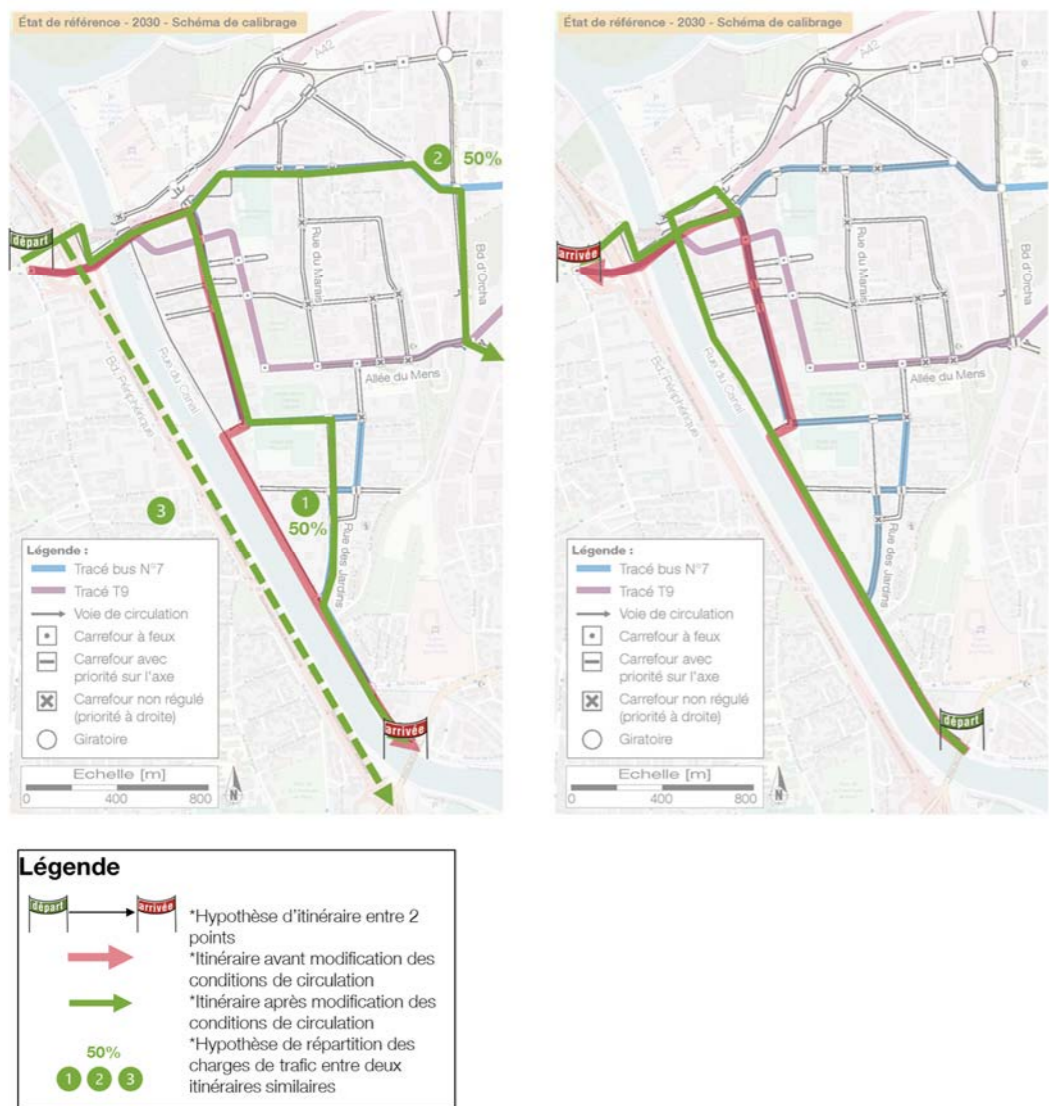 État de référence - 2030 - Schéma de calibrage
A42
2 50%
départ
Rue du Marais
Bd d'Orcha
Rue du Canal
Bd. Périphérique
Allée du Mens
3
1
50%
Rue des Jardins
Légende :
Tracé bus N°7
Tracé T9
Voie de circulation
Carrefour à feux
Carrefour avec
priorité sur l'axe
Carrefour non régulé
(priorité à droite)
Giratoire
arrivée
Echelle [m]
0 400 800
N
État de référence - 2030 - Schéma de calibrage
A42
arrivée
Rue du Marais
Bd d'Orcha
Rue du Canal
Bd. Périphérique
Allée du Mens
Rue des Jardins
Légende :
Tracé bus N°7
Tracé T9
Voie de circulation
Carrefour à feux
Carrefour avec
priorité sur l'axe
Carrefour non régulé
(priorité à droite)
Giratoire
départ
Echelle [m]
0 400 800
N
Légende
départ arrivée
*Hypothèse d'itinéraire entre 2
points
*Itinéraire avant modification des
conditions de circulation
*Itinéraire après modification des
conditions de circulation
50%
1 2 3
*Hypothèse de répartition des
charges de trafic entre deux
itinéraires similaires